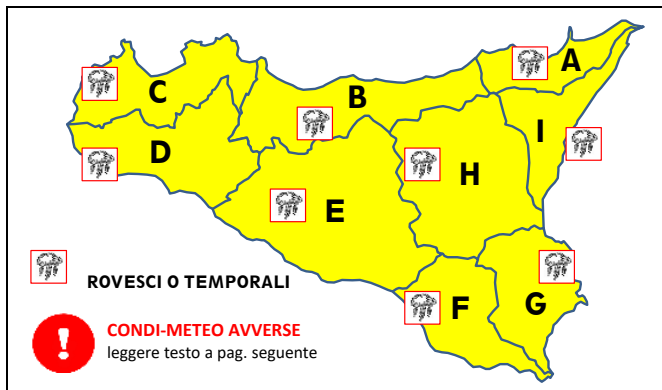 A
C
B
I
D
H
E
F
G
ROVESCI O TEMPORALI
CONDI-METEO AVVERSE
leggere testo a pag. seguente